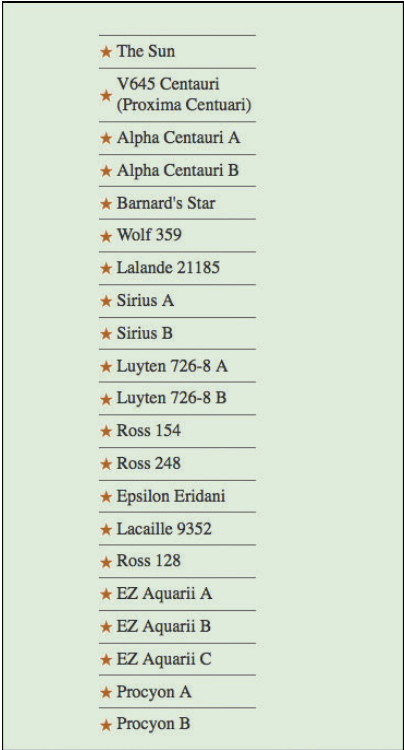 The Sun
V645 Centauri
(Proxima Centuari)
Alpha Centauri A
Alpha Centauri B
Barnard's Star
Wolf 359
Lalande 21185
Sirius A
Sirius B
Luyten 726-8 A
Luyten 726-8 B
Ross 154
Ross 248
Epsilon Eridani
Lacaille 9352
Ross 128
EZ Aquarii A
EZ Aquarii B
EZ Aquarii C
Procyon A
Procyon B